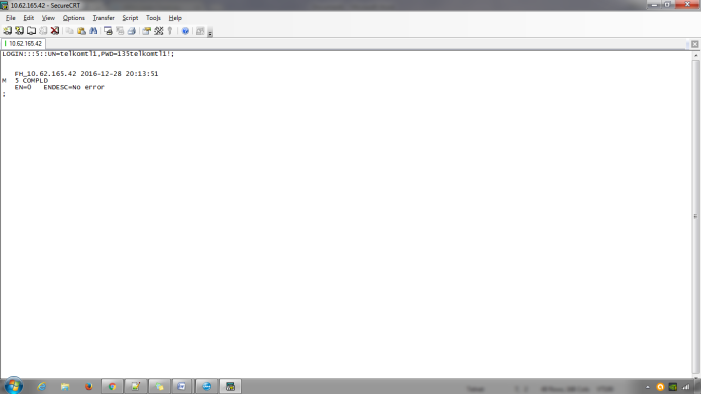 10.62.165.42 - SecureCRT
File Edit View Options Transfer Script Tools Help
10.62.165.42
LOGIN:::5::UN=telkomtl1,PWD=135telkomtl1!;
FH_10.62.165.42 2016-12-28 20:13:51
M 5 COMPLD
EN=0 ENDESC=No error
;